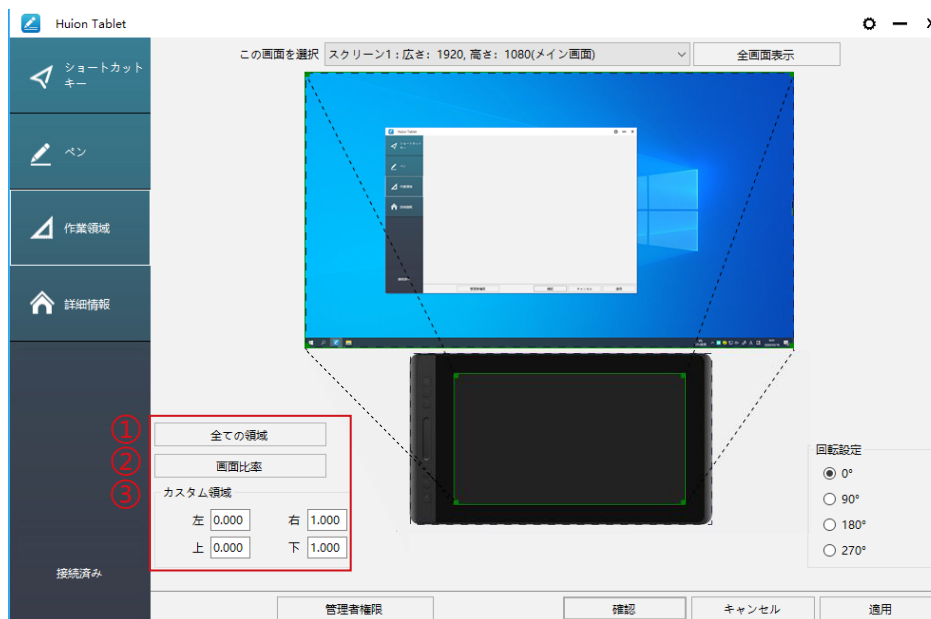 Huion Tablet
この画面を選択 スクリーン1 : 広さ: 1920, 高さ: 1080(メイン画面) 全画面表示
ショートカット
キー
ペン
作業領域
詳細情報
接続済み
Huion Tablet
① 全ての領域
② 画面比率
③ カスタム領域
左 0.000 右 1.000
上 0.000 下 1.000
回転設定
0°
90°
180°
270°
管理者権限 確認 キャンセル 適用